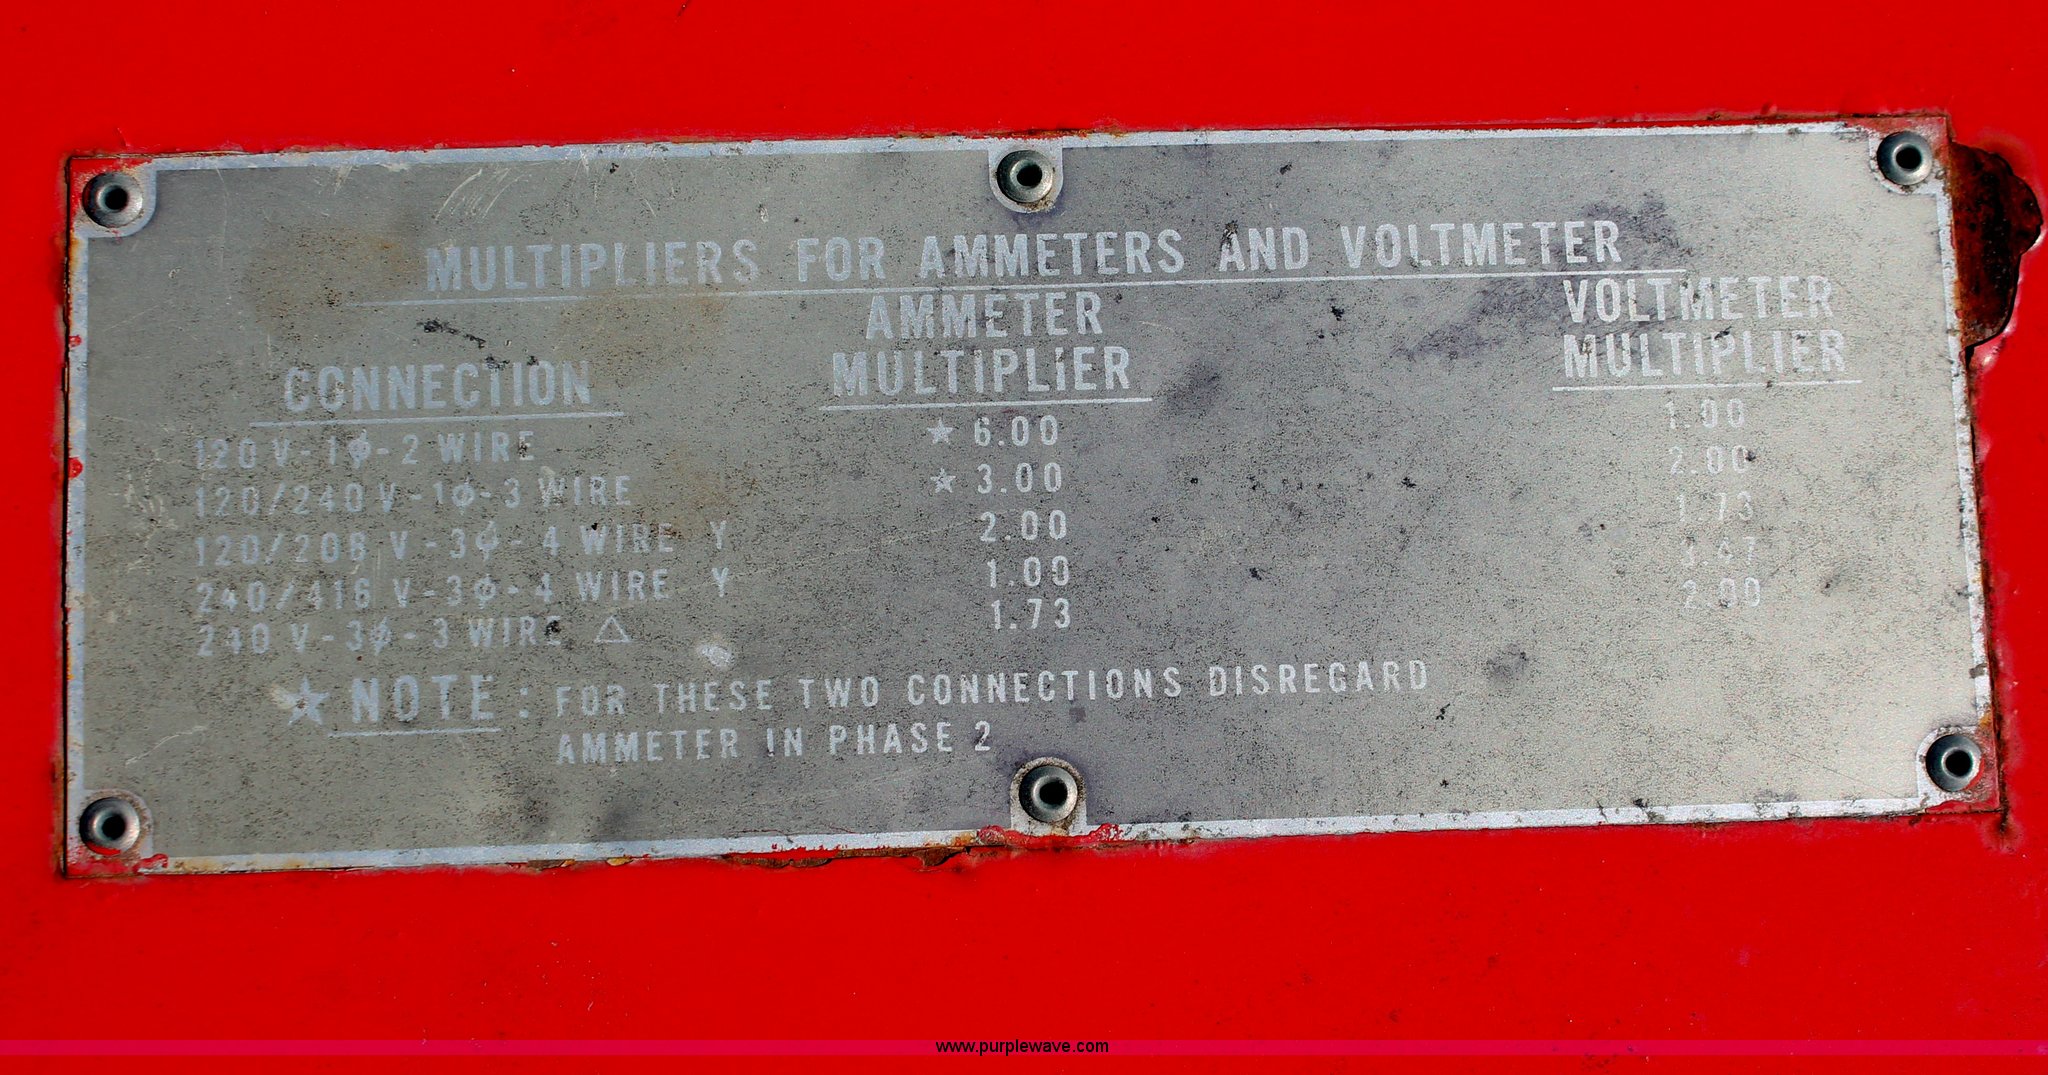 MULTIPLIERS FOR AMMETERS AND VOLTMETER
CONNECTION AMMETER MULTIPLIER VOLTMETER MULTIPLIER
120 V - 1ϕ - 2 WIRE ★ 6.00 1.00
120/240 V - 1ϕ - 3 WIRE ★ 3.00 2.00
120/208 V - 3ϕ - 4 WIRE Y 2.00 1.73
240/416 V - 3ϕ - 4 WIRE Y 1.00 3.47
240 V - 3ϕ - 3 WIRE △ 1.73 2.00
★ NOTE: FOR THESE TWO CONNECTIONS DISREGARD
AMMETER IN PHASE 2
www.purplewave.com